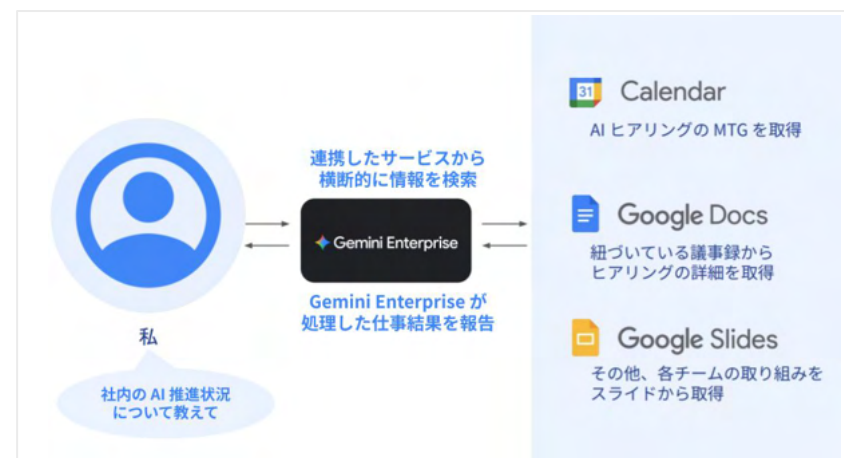 連携したサービスから
横断的に情報を検索
Gemini Enterprise
Gemini Enterprise が
処理した仕事結果を報告
私
社内の AI 推進状況
について教えて
31
Calendar
AI ヒアリングの MTG を取得
Google Docs
紐づいている議事録から
ヒアリングの詳細を取得
Google Slides
その他、各チームの取り組みを
スライドから取得